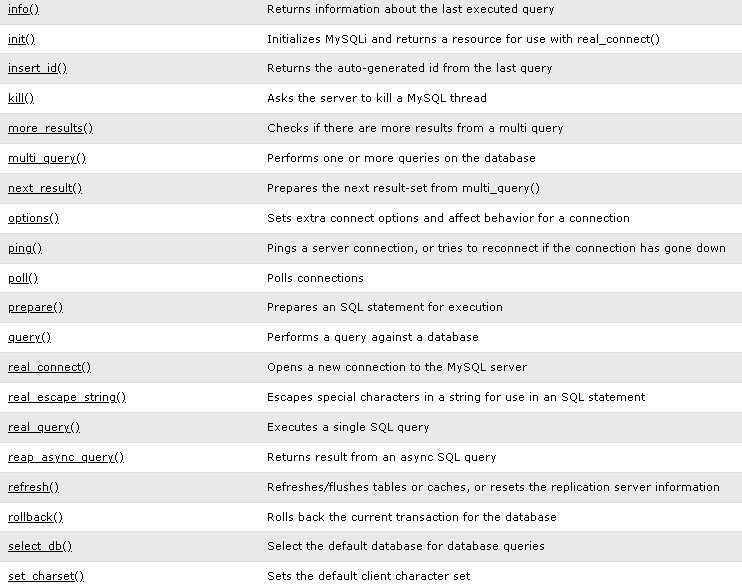 info() Returns information about the last executed query
init() Initializes MySQLi and returns a resource for use with real_connect()
insert_id() Returns the auto-generated id from the last query
kill() Asks the server to kill a MySQL thread
more_results() Checks if there are more results from a multi query
multi_query() Performs one or more queries on the database
next_result() Prepares the next result-set from multi_query()
options() Sets extra connect options and affect behavior for a connection
ping() Pings a server connection, or tries to reconnect if the connection has gone down
poll() Polls connections
prepare() Prepares an SQL statement for execution
query() Performs a query against a database
real_connect() Opens a new connection to the MySQL server
real_escape_string() Escapes special characters in a string for use in an SQL statement
real_query() Executes a single SQL query
reap_async_query() Returns result from an async SQL query
refresh() Refreshes/flushes tables or caches, or resets the replication server information
rollback() Rolls back the current transaction for the database
select_db() Select the default database for database queries
set_charset() Sets the default client character set